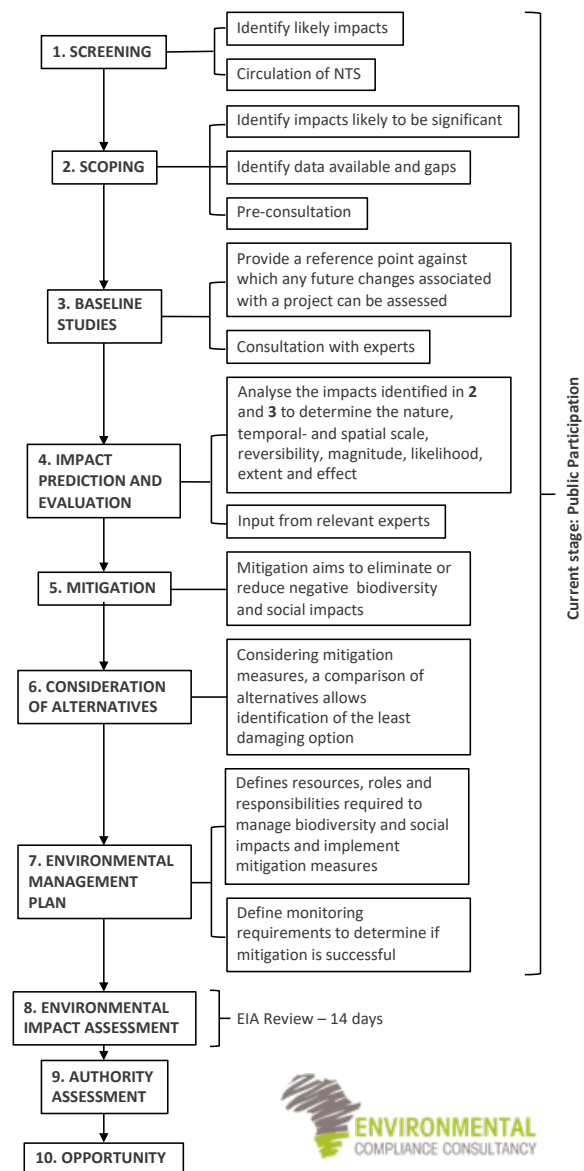 1. SCREENING
Identify likely impacts
Circulation of NTS
2. SCOPING
Identify impacts likely to be significant
Identify data available and gaps
Pre-consultation
3. BASELINE
STUDIES
Provide a reference point against
which any future changes associated
with a project can be assessed
Consultation with experts
4. IMPACT
PREDICTION AND
EVALUATION
Analyse the impacts identified in 2
and 3 to determine the nature,
temporal- and spatial scale,
reversibility, magnitude, likelihood,
extent and effect
Input from relevant experts
5. MITIGATION
Mitigation aims to eliminate or
reduce negative biodiversity
and social impacts
6. CONSIDERATION
OF ALTERNATIVES
Considering mitigation
measures, a comparison of
alternatives allows
identification of the least
damaging option
7. ENVIRONMENTAL
MANAGEMENT
PLAN
Defines resources, roles and
responsibilities required to
manage biodiversity and social
impacts and implement
mitigation measures
Define monitoring
requirements to determine if
mitigation is successful
Current stage: Public Participation
8. ENVIRONMENTAL
IMPACT ASSESSMENT
EIA Review – 14 days
9. AUTHORITY
ASSESSMENT
10. OPPORTUNITY
ENVIRONMENTAL
COMPLIANCE CONSULTANCY